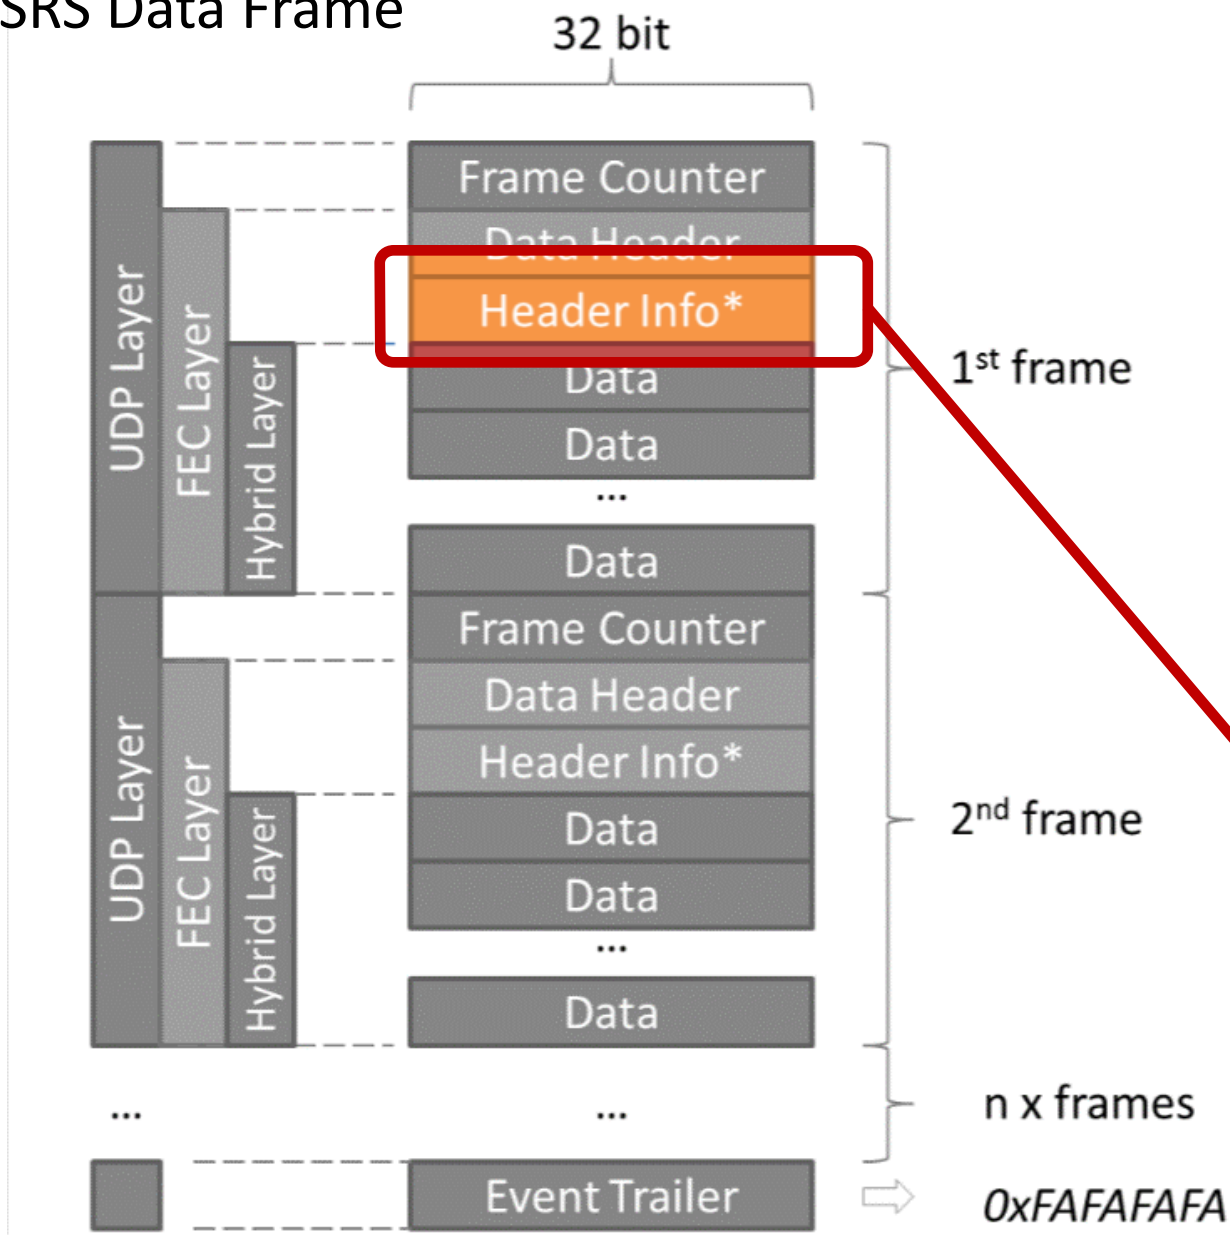 SRS Data Frame
32 bit
Frame Counter
Data Header
Header Info*
Data
Data
...
Data
UDP Layer
FEC Layer
Hybrid Layer
1st frame
Frame Counter
Data Header
Header Info*
Data
Data
...
Data
UDP Layer
FEC Layer
Hybrid Layer
2nd frame
...
...
n x frames
Event Trailer
0xFAFAFAFA